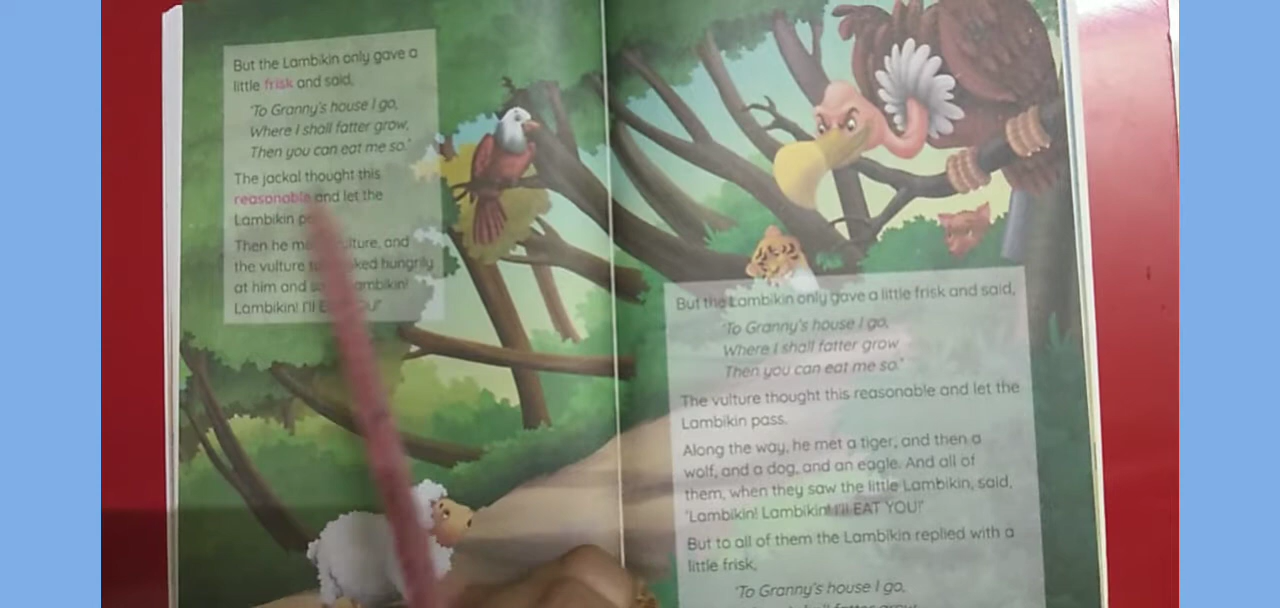 But the Lambikin only gave a
little frisk and said,
'To Granny's house I go,
Where I shall fatter grow,
Then you can eat me so.'
The jackal thought this
reasonable and let the
Lambikin
Then he ulture, and
the vulture ked hungrily
at him and ambikin!
Lambikin! I'll
But the Lambikin only gave a little frisk and said,
'To Granny's house I go,
Where I shall fatter grow
Then you can eat me so.'
The vulture thought this reasonable and let the
Lambikin pass.
Along the way, he met a tiger, and then a
wolf, and a dog, and an eagle. And all of
them, when they saw the little Lambikin, said,
'Lambikin! Lambikin! I'll EAT YOU!'
But to all of them the Lambikin replied with a
little frisk,
'To Granny's house I go,